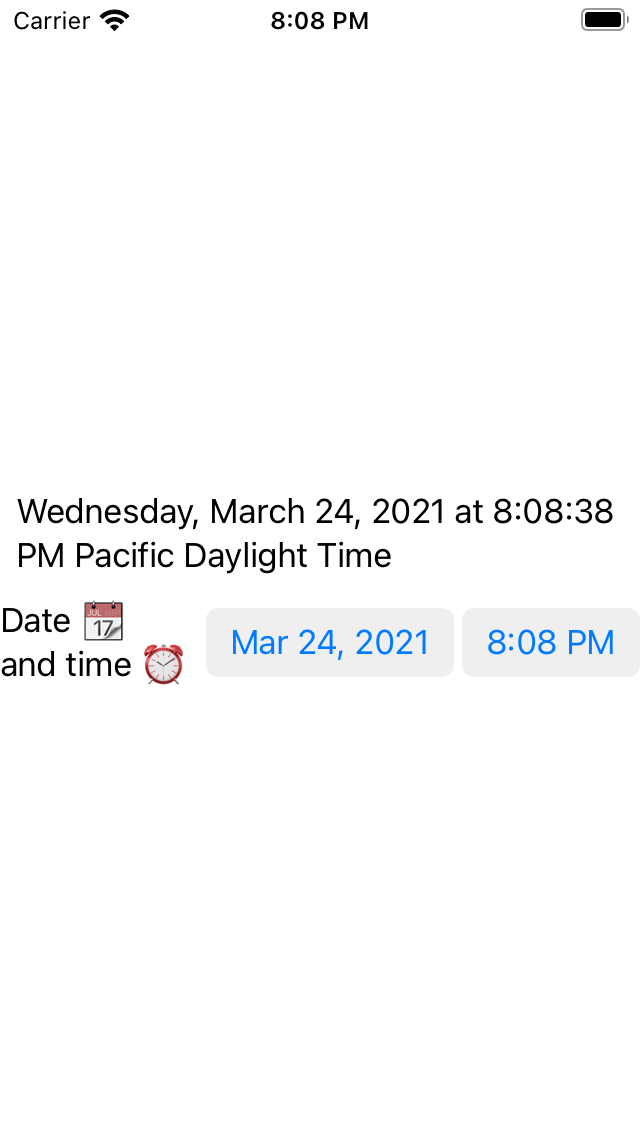 Carrier 8:08 PM
Wednesday, March 24, 2021 at 8:08:38
PM Pacific Daylight Time
Date 📆
and time ⏰
Mar 24, 2021 8:08 PM